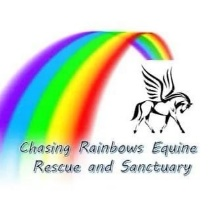 Chasing Rainbows Equine
Rescue and Sanctuary